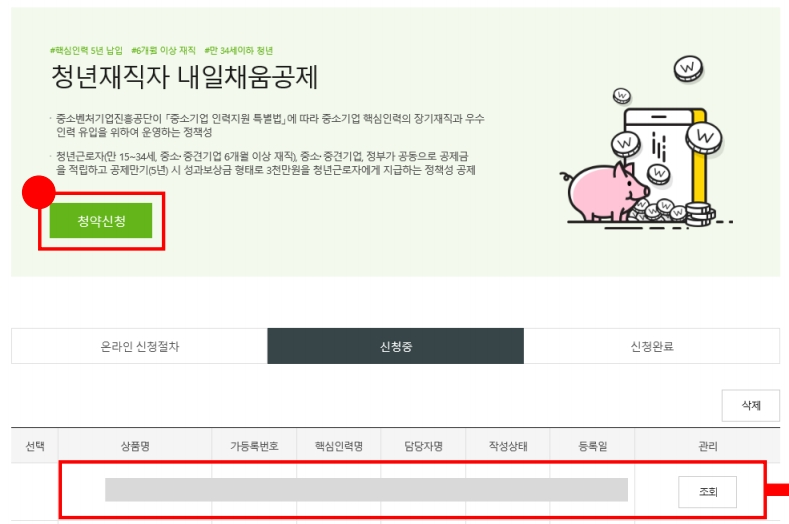 #핵심인력 5년 납입 #6개월 이상 재직 #만 34세이하 청년
청년재직자 내일채움공제
· 중소벤처기업진흥공단이 「중소기업 인력지원 특별법」에 따라 중소기업 핵심인력의 장기재직과 우수
인력 유입을 위하여 운영하는 정책성
· 청년근로자(만 15~34세, 중소·중견기업 6개월 이상 재직), 중소·중견기업, 정부가 공동으로 공제금
을 적립하고 공제만기(5년) 시 성과보상금 형태로 3천만원을 청년근로자에게 지급하는 정책성 공제
청약신청
온라인 신청절차 신청중 신청완료
삭제
선택 상품명 가등록번호 핵심인력명 담당자명 작성상태 등록일 관리
조회